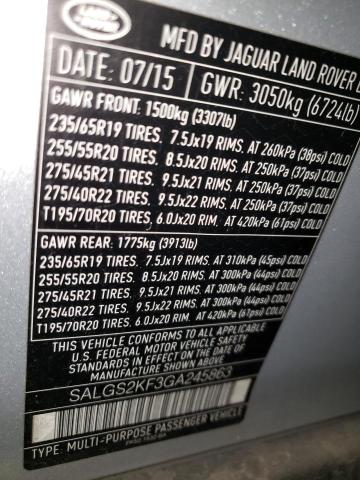 LAND ROVER
MFD BY JAGUAR LAND ROVER
DATE: 07/15 GWR: 3050kg (6724lb)
GAWR FRONT: 1500kg (3307lb)
235/65R19 TIRES. 7.5Jx19 RIMS. AT 260kPa (38psi) COLD
255/55R20 TIRES. 8.5Jx20 RIMS. AT 250kPa (37psi) COLD
275/45R21 TIRES. 9.5Jx21 RIMS. AT 250kPa (37psi) COLD
275/40R22 TIRES. 9.5Jx22 RIMS. AT 250kPa (37psi) COLD
T195/70R20 TIRES. 6.0Jx20 RIM. AT 420kPa (61psi) COLD
GAWR REAR: 1775kg (3913lb)
235/65R19 TIRES. 7.5Jx19 RIMS. AT 310kPa (45psi) COLD
255/55R20 TIRES. 8.5Jx20 RIMS. AT 300kPa (44psi) COLD
275/45R21 TIRES. 9.5Jx21 RIMS. AT 300kPa (44psi) COLD
275/40R22 TIRES. 9.5Jx22 RIMS. AT 300kPa (44psi) COLD
T195/70R20 TIRES. 6.0Jx20 RIM. AT 420kPa (61psi) COLD
THIS VEHICLE CONFORMS TO ALL APPLICABLE
U.S. FEDERAL MOTOR VEHICLE SAFETY
STANDARDS IN EFFECT ON THE DATE OF
MANUFACTURE SHOWN ABOVE
SALGS2KF3GA245863
TYPE: MULTI-PURPOSE PASSENGER VEHICLE